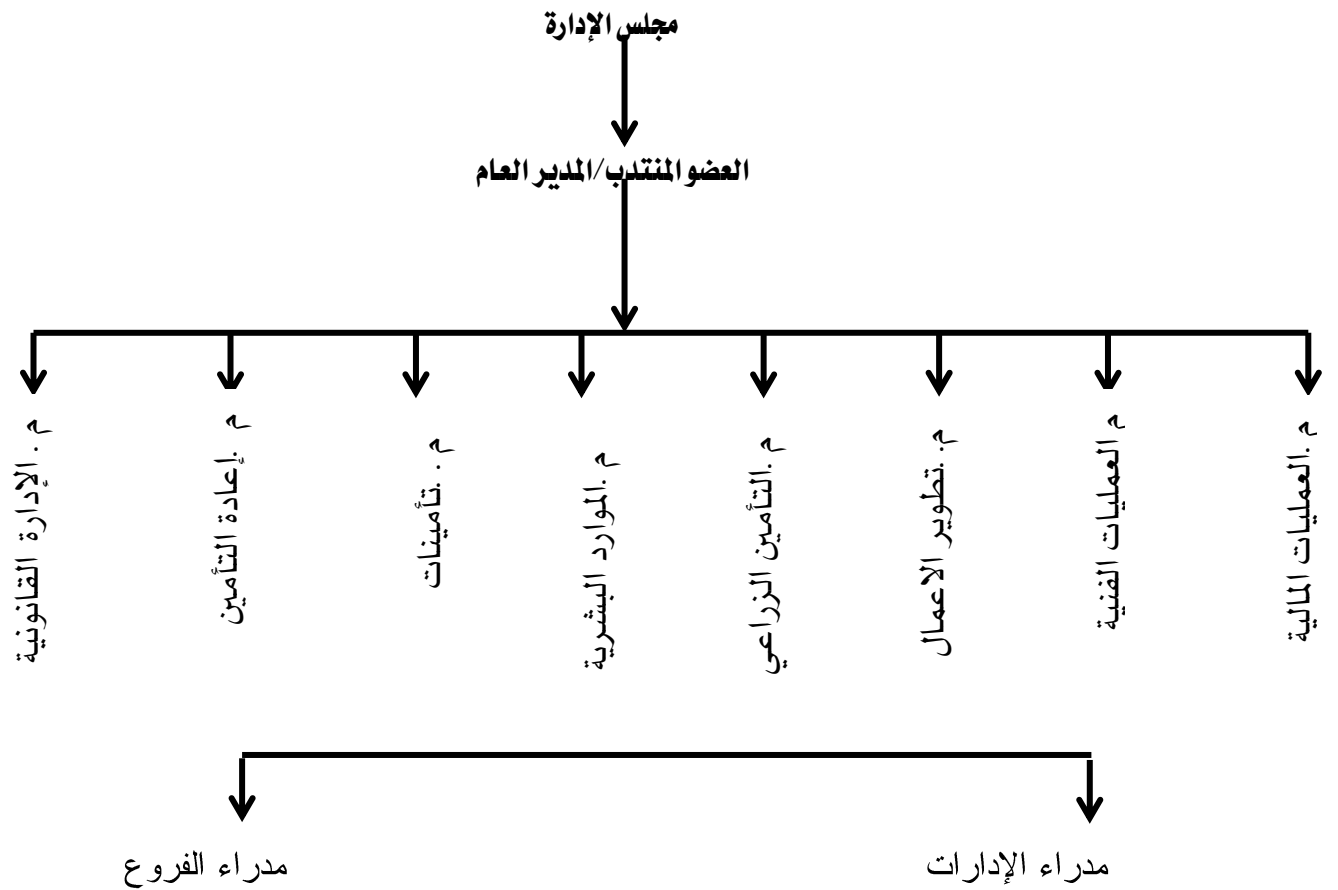 مجلس الإدارة
العضو المنتدب/المدير العام
م .العمليات المالية
م العمليات الفنية
م. .تطوير الاعمال
م .التأمين الزراعي
م .الموارد البشرية
م . .تأمينات
م .إعادة التأمين
م . الإدارة القانونية
مدراء الإدارات
مدراء الفروع